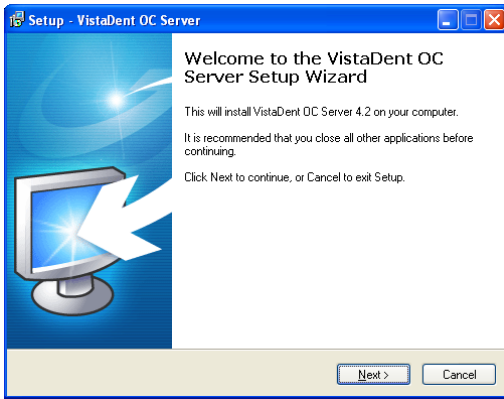 Setup - VistaDent OC Server
Welcome to the VistaDent OC
Server Setup Wizard
This will install VistaDent OC Server 4.2 on your computer.
It is recommended that you close all other applications before
continuing.
Click Next to continue, or Cancel to exit Setup.
Next >
Cancel